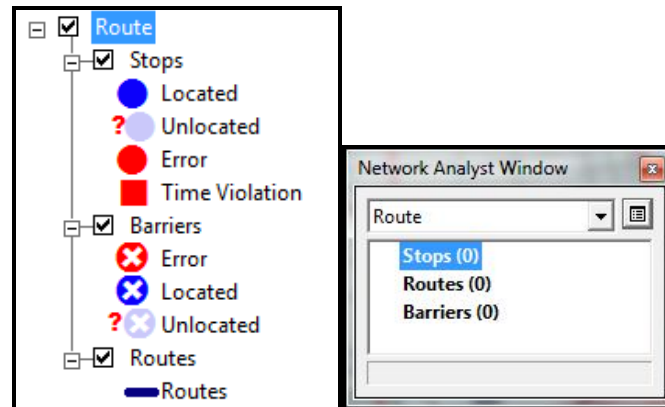 Route
Stops
Located
? Unlocated
Error
Time Violation
Barriers
Error
Located
? Unlocated
Routes
Routes
Network Analyst Window
Route
Stops (0)
Routes (0)
Barriers (0)